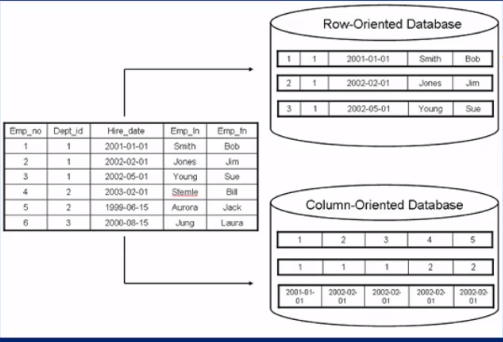 Row-Oriented Database
1 1 2001-01-01 Smith Bob
2 1 2002-02-01 Jones Jim
3 1 2002-05-01 Young Sue
Emp_no Dept_id Hire_date Emp_ln Emp_fn
1 1 2001-01-01 Smith Bob
2 1 2002-02-01 Jones Jim
3 1 2002-05-01 Young Sue
4 2 2003-02-01 Stemle Bill
5 2 1999-06-15 Aurora Jack
6 3 2000-08-15 Jung Laura
Column-Oriented Database
1 2 3 4 5
1 1 1 2 2
2001-01- 2002-02- 2002-02- 2002-02- 2002-02-
01 01 01 01 01